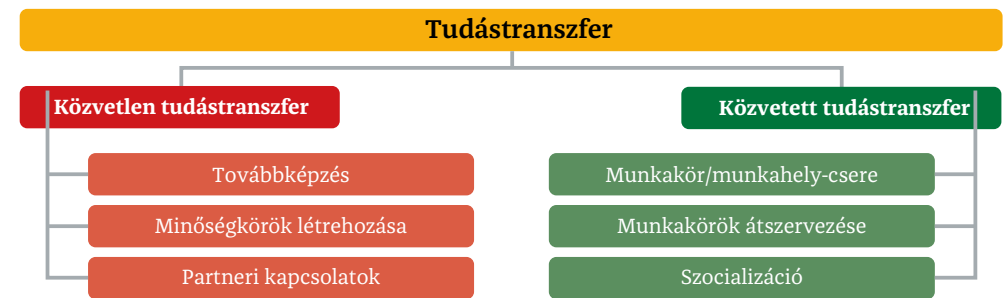 Tudástranszfer
Közvetlen tudástranszfer
Továbbképzés
Minőségkörök létrehozása
Partneri kapcsolatok
Közvetett tudástranszfer
Munkakör/munkahely-csere
Munkakörök átszervezése
Szocializáció